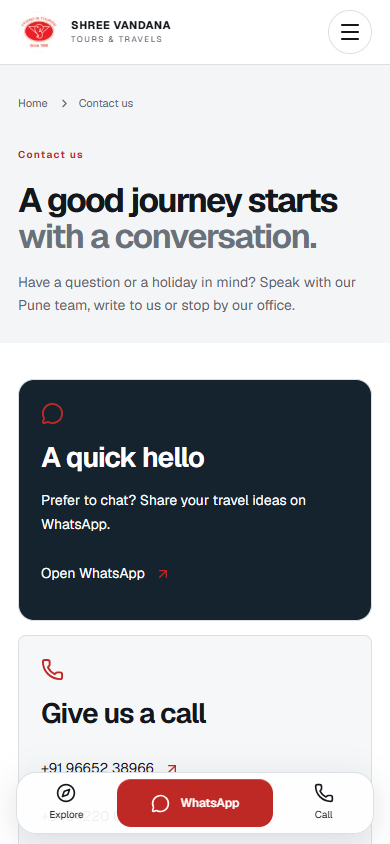 SHREE VANDANA
TOURS & TRAVELS
Home > Contact us
Contact us
A good journey starts
with a conversation.
Have a question or a holiday in mind? Speak with our
Pune team, write to us or stop by our office.
A quick hello
Prefer to chat? Share your travel ideas on
WhatsApp.
Open WhatsApp
Give us a call
+91 96652 38966
Explore
WhatsApp
Call